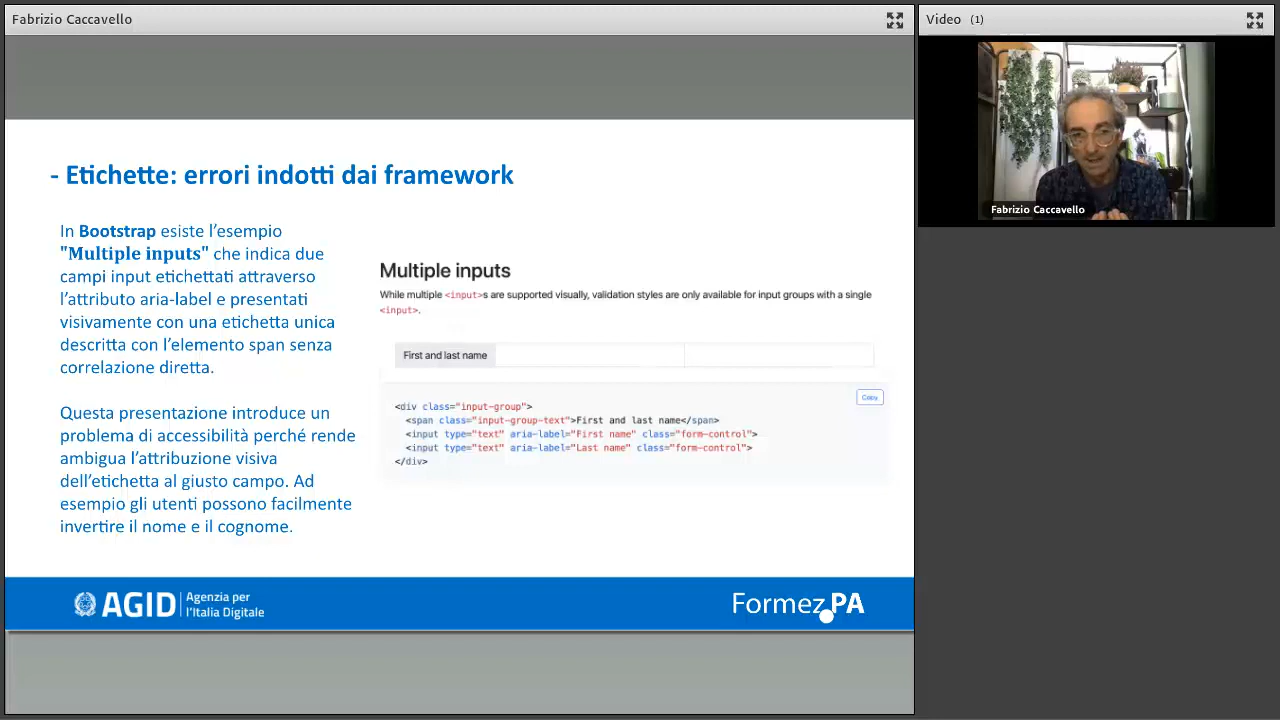 Fabrizio Caccavello
Video (1)
Fabrizio Caccavello
- Etichette: errori indotti dai framework
In Bootstrap esiste l'esempio
"Multiple inputs" che indica due
campi input etichettati attraverso
l'attributo aria-label e presentati
visivamente con una etichetta unica
descritta con l'elemento span senza
correlazione diretta.
Questa presentazione introduce un
problema di accessibilità perché rende
ambigua l'attribuzione visiva
dell'etichetta al giusto campo. Ad
esempio gli utenti possono facilmente
invertire il nome e il cognome.
Multiple inputs
While multiple <input>s are supported visually, validation styles are only available for input groups with a single
<input>.
First and last name
Copy
<div class="input-group">
<span class="input-group-text">First and last name</span>
<input type="text" aria-label="First name" class="form-control">
<input type="text" aria-label="Last name" class="form-control">
</div>
AGID
Agenzia per
l'Italia Digitale
Formez.PA